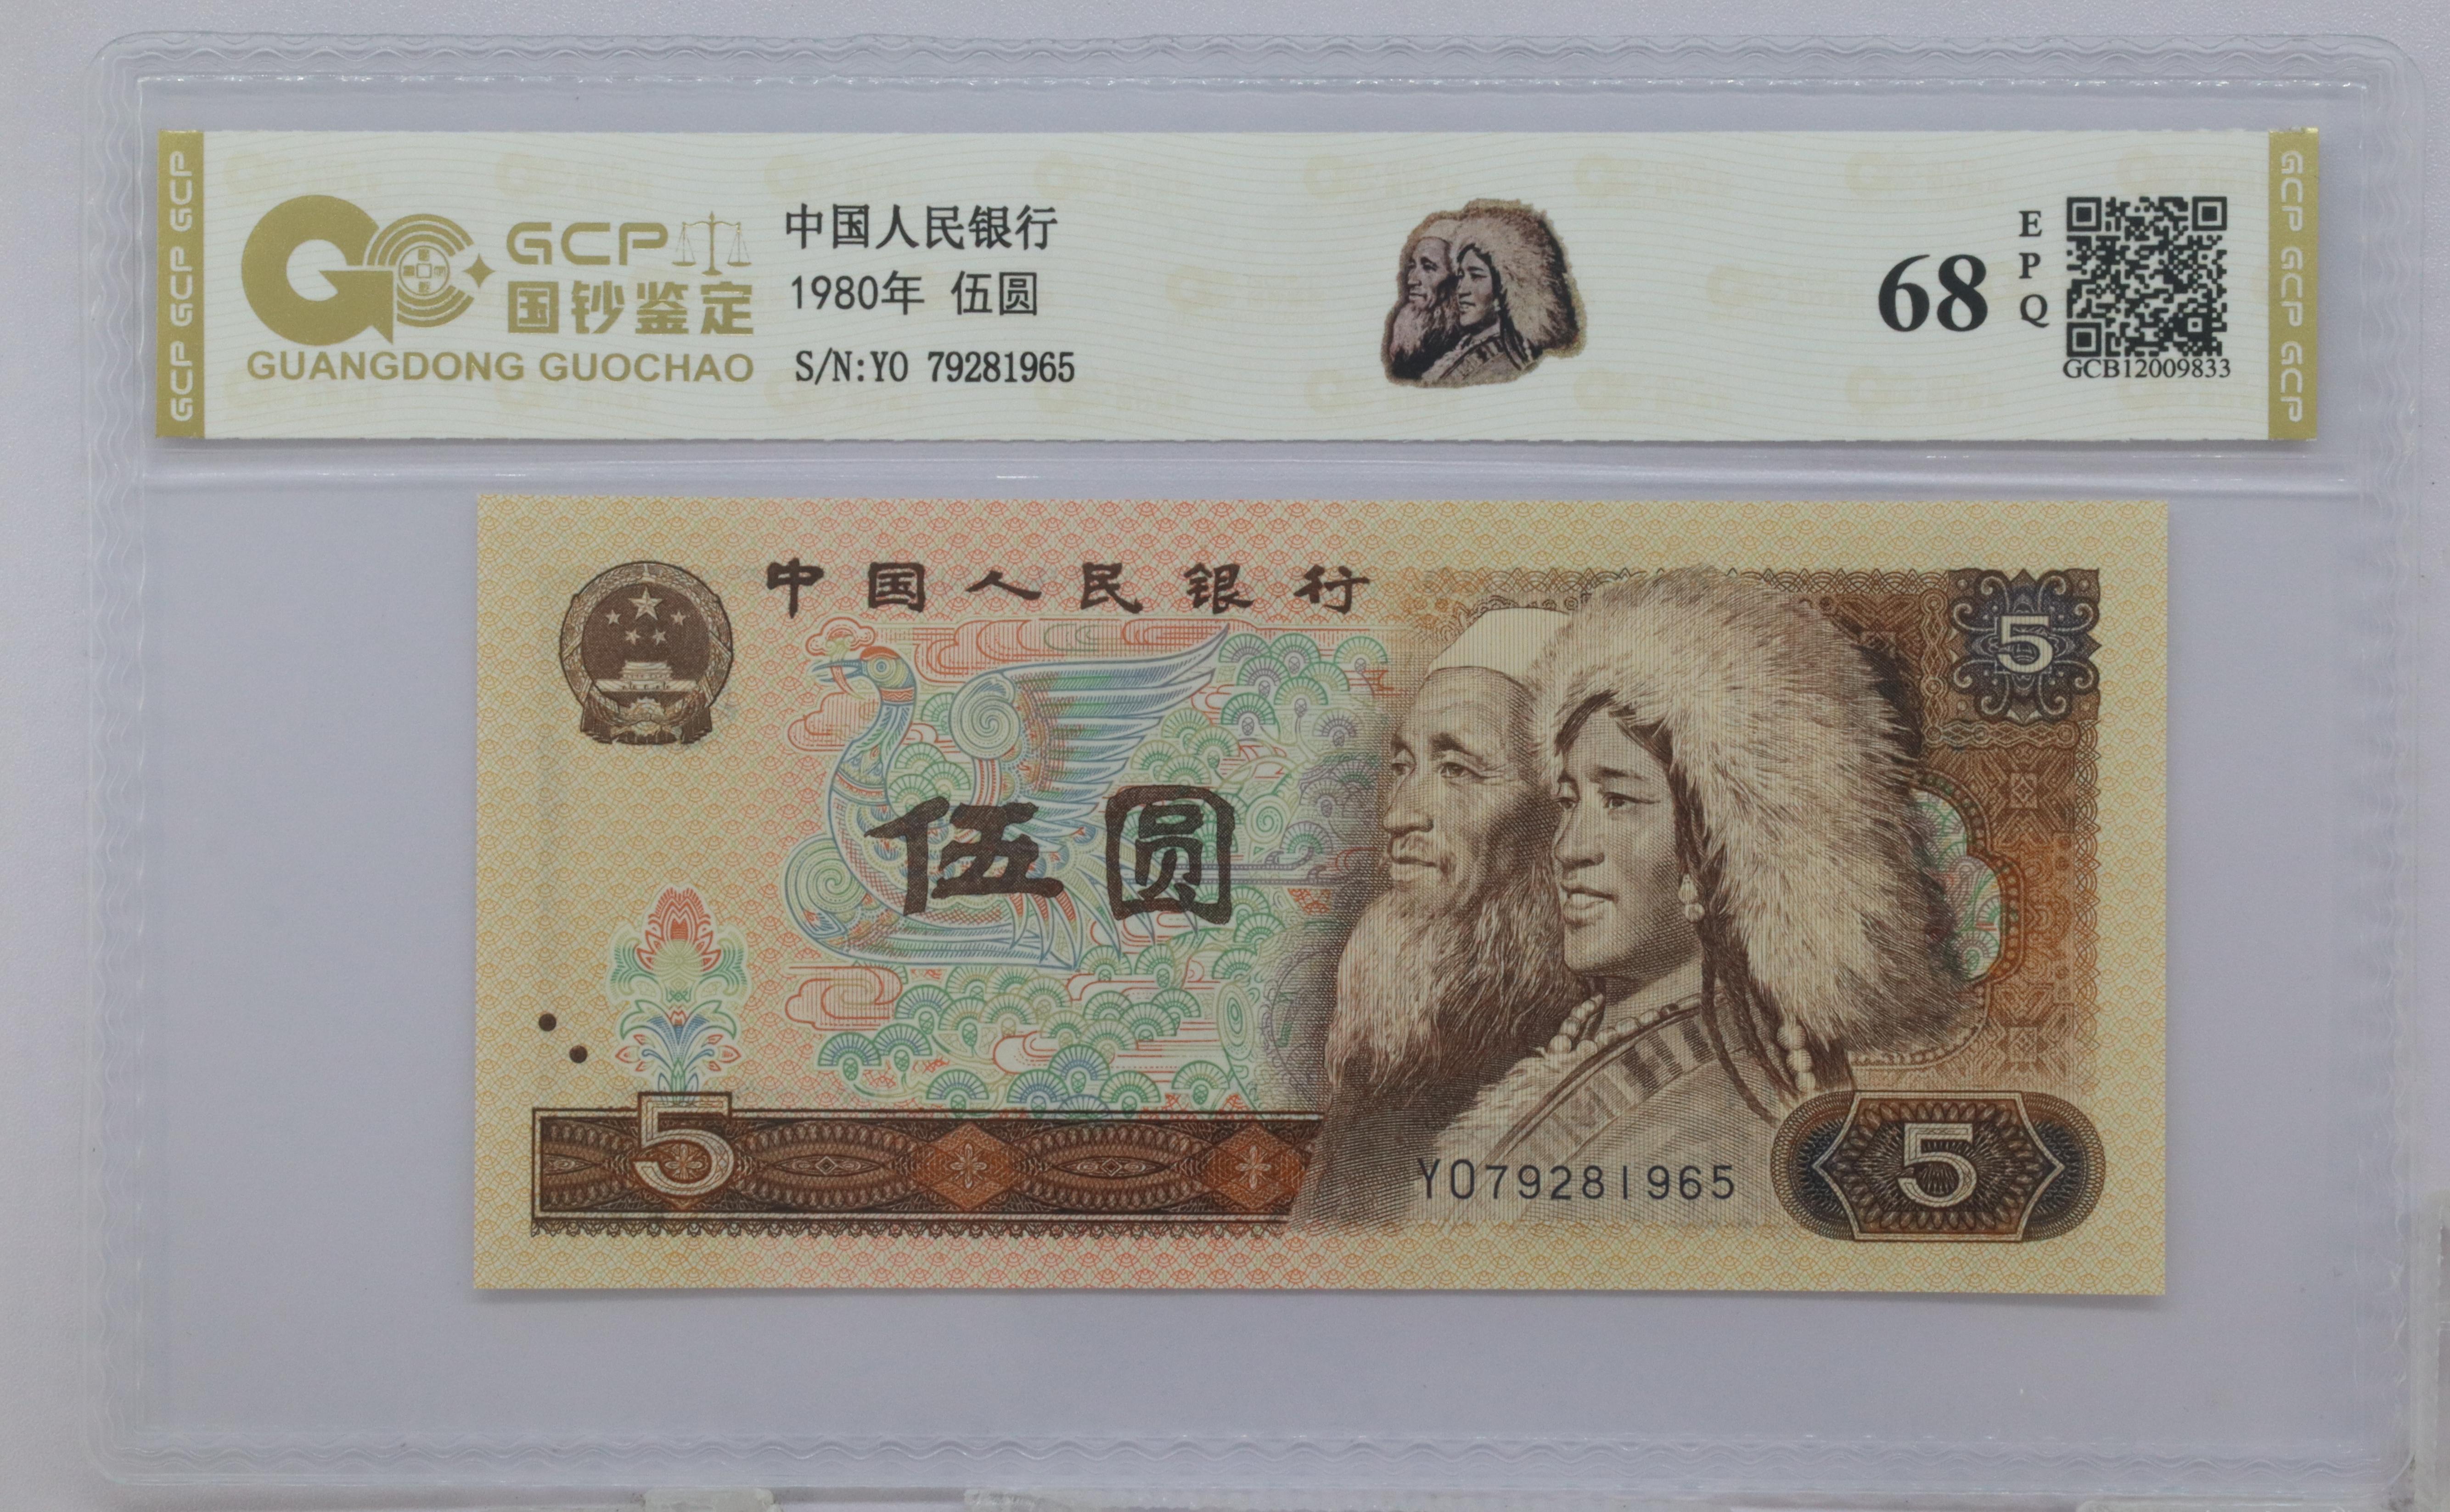 GCP GCP GCP
GCP
国钞鉴定
GUANGDONG GUOCHAO
中国人民银行
1980年 伍圆
S/N:YO 79281965
68
EPQ
GCB12009833
GCP GCP GCP
中国人民银行
5
伍圆
5
YO79281965
5